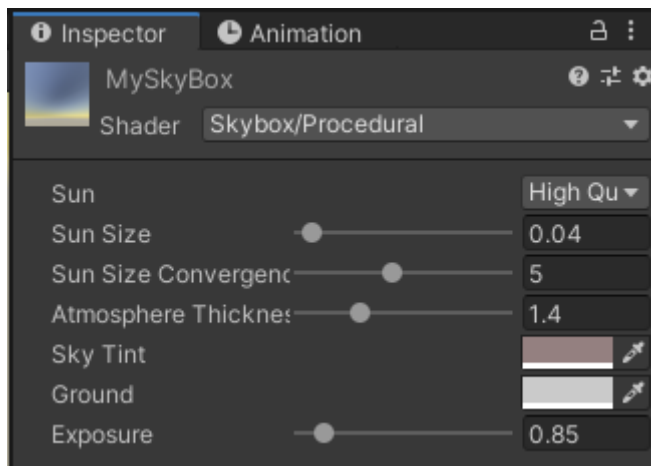 Inspector Animation
MySkyBox
Shader Skybox/Procedural
Sun High Qu
Sun Size 0.04
Sun Size Convergenc 5
Atmosphere Thicknes 1.4
Sky Tint
Ground
Exposure 0.85